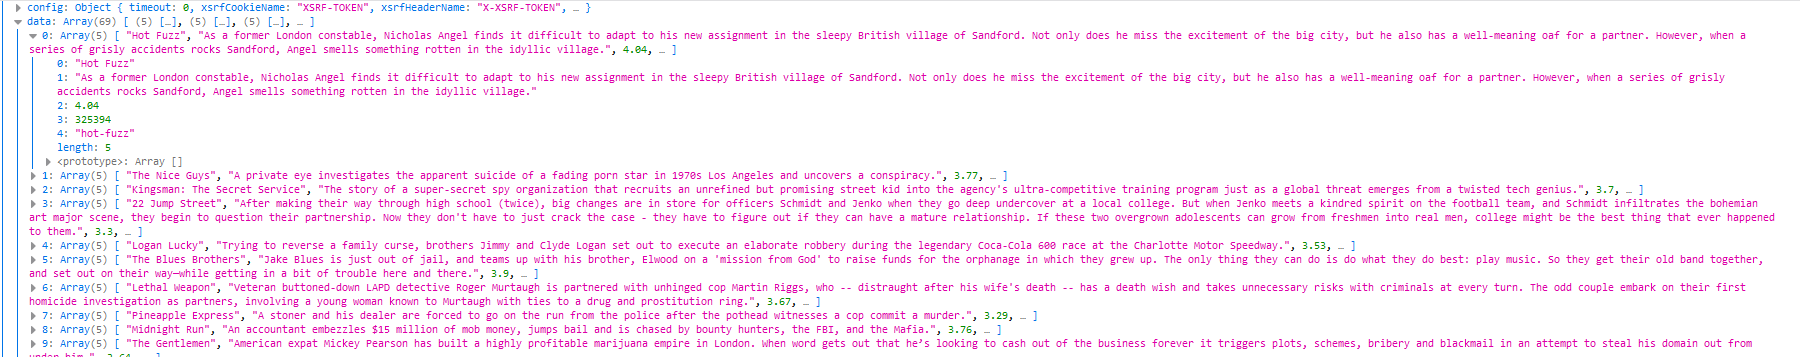 config: Object { timeout: 0, xsrfCookieName: "XSRF-TOKEN", xsrfHeaderName: "X-XSRF-TOKEN", … }
data: Array(69) [ (5) […], (5) […], (5) […], … ]
0: Array(5) [ "Hot Fuzz", "As a former London constable, Nicholas Angel finds it difficult to adapt to his new assignment in the sleepy British village of Sandford. Not only does he miss the excitement of the big city, but he also has a well-meaning oaf for a partner. However, when a
series of grisly accidents rocks Sandford, Angel smells something rotten in the idyllic village.", 4.04, … ]
0: "Hot Fuzz"
1: "As a former London constable, Nicholas Angel finds it difficult to adapt to his new assignment in the sleepy British village of Sandford. Not only does he miss the excitement of the big city, but he also has a well-meaning oaf for a partner. However, when a series of grisly
accidents rocks Sandford, Angel smells something rotten in the idyllic village."
2: 4.04
3: 325394
4: "hot-fuzz"
length: 5
<prototype>: Array []
1: Array(5) [ "The Nice Guys", "A private eye investigates the apparent suicide of a fading porn star in 1970s Los Angeles and uncovers a conspiracy.", 3.77, … ]
2: Array(5) [ "Kingsman: The Secret Service", "The story of a super-secret spy organization that recruits an unrefined but promising street kid into the agency's ultra-competitive training program just as a global threat emerges from a twisted tech genius.", 3.7, … ]
3: Array(5) [ "22 Jump Street", "After making their way through high school (twice), big changes are in store for officers Schmidt and Jenko when they go deep undercover at a local college. But when Jenko meets a kindred spirit on the football team, and Schmidt infiltrates the bohemian
art major scene, they begin to question their partnership. Now they don't have to just crack the case - they have to figure out if they can have a mature relationship. If these two overgrown adolescents can grow from freshmen into real men, college might be the best thing that ever happened
to them.", 3.3, … ]
4: Array(5) [ "Logan Lucky", "Trying to reverse a family curse, brothers Jimmy and Clyde Logan set out to execute an elaborate robbery during the legendary Coca-Cola 600 race at the Charlotte Motor Speedway.", 3.53, … ]
5: Array(5) [ "The Blues Brothers", "Jake Blues is just out of jail, and teams up with his brother, Elwood on a 'mission from God' to raise funds for the orphanage in which they grew up. The only thing they can do is do what they do best: play music. So they get their old band together,
and set out on their way—while getting in a bit of trouble here and there.", 3.9, … ]
6: Array(5) [ "Lethal Weapon", "Veteran buttoned-down LAPD detective Roger Murtaugh is partnered with unhinged cop Martin Riggs, who -- distraught after his wife's death -- has a death wish and takes unnecessary risks with criminals at every turn. The odd couple embark on their first
homicide investigation as partners, involving a young woman known to Murtaugh with ties to a drug and prostitution ring.", 3.67, … ]
7: Array(5) [ "Pineapple Express", "A stoner and his dealer are forced to go on the run from the police after the pothead witnesses a cop commit a murder.", 3.29, … ]
8: Array(5) [ "Midnight Run", "An accountant embezzles $15 million of mob money, jumps bail and is chased by bounty hunters, the FBI, and the Mafia.", 3.76, … ]
9: Array(5) [ "The Gentlemen", "American expat Mickey Pearson has built a highly profitable marijuana empire in London. When word gets out that he's looking to cash out of the business forever it triggers plots, schemes, bribery and blackmail in an attempt to steal his domain out from
under him.", 3.64, … ]